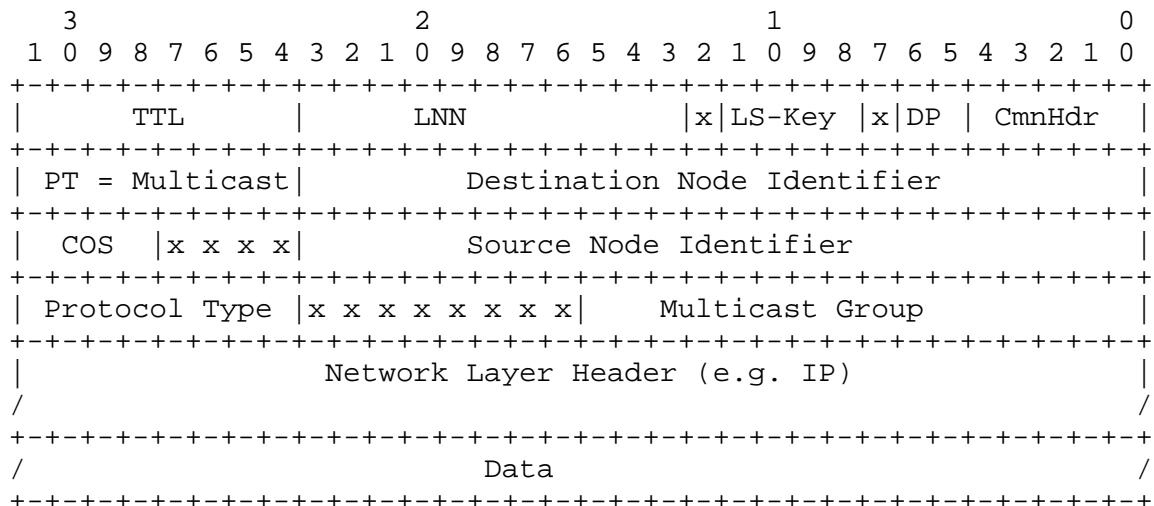 3                   2                   1                   0
  1 0 9 8 7 6 5 4 3 2 1 0 9 8 7 6 5 4 3 2 1 0 9 8 7 6 5 4 3 2 1 0
 +-+-+-+-+-+-+-+-+-+-+-+-+-+-+-+-+-+-+-+-+-+-+-+-+-+-+-+-+-+-+-+-+
 |      TTL      |      LNN            |x|LS-Key |x|DP | CmnHdr  |
 +-+-+-+-+-+-+-+-+-+-+-+-+-+-+-+-+-+-+-+-+-+-+-+-+-+-+-+-+-+-+-+-+
 | PT = Multicast|         Destination Node Identifier           |
 +-+-+-+-+-+-+-+-+-+-+-+-+-+-+-+-+-+-+-+-+-+-+-+-+-+-+-+-+-+-+-+-+
 |   COS  |x x x x|         Source Node Identifier                |
 +-+-+-+-+-+-+-+-+-+-+-+-+-+-+-+-+-+-+-+-+-+-+-+-+-+-+-+-+-+-+-+-+
 | Protocol Type |x x x x x x x x|    Multicast Group            |
 +-+-+-+-+-+-+-+-+-+-+-+-+-+-+-+-+-+-+-+-+-+-+-+-+-+-+-+-+-+-+-+-+
 |                 Network Layer Header (e.g. IP)                |
 /                                                               /
 +-+-+-+-+-+-+-+-+-+-+-+-+-+-+-+-+-+-+-+-+-+-+-+-+-+-+-+-+-+-+-+-+
 /                          Data                                 /
 +-+-+-+-+-+-+-+-+-+-+-+-+-+-+-+-+-+-+-+-+-+-+-+-+-+-+-+-+-+-+-+-+